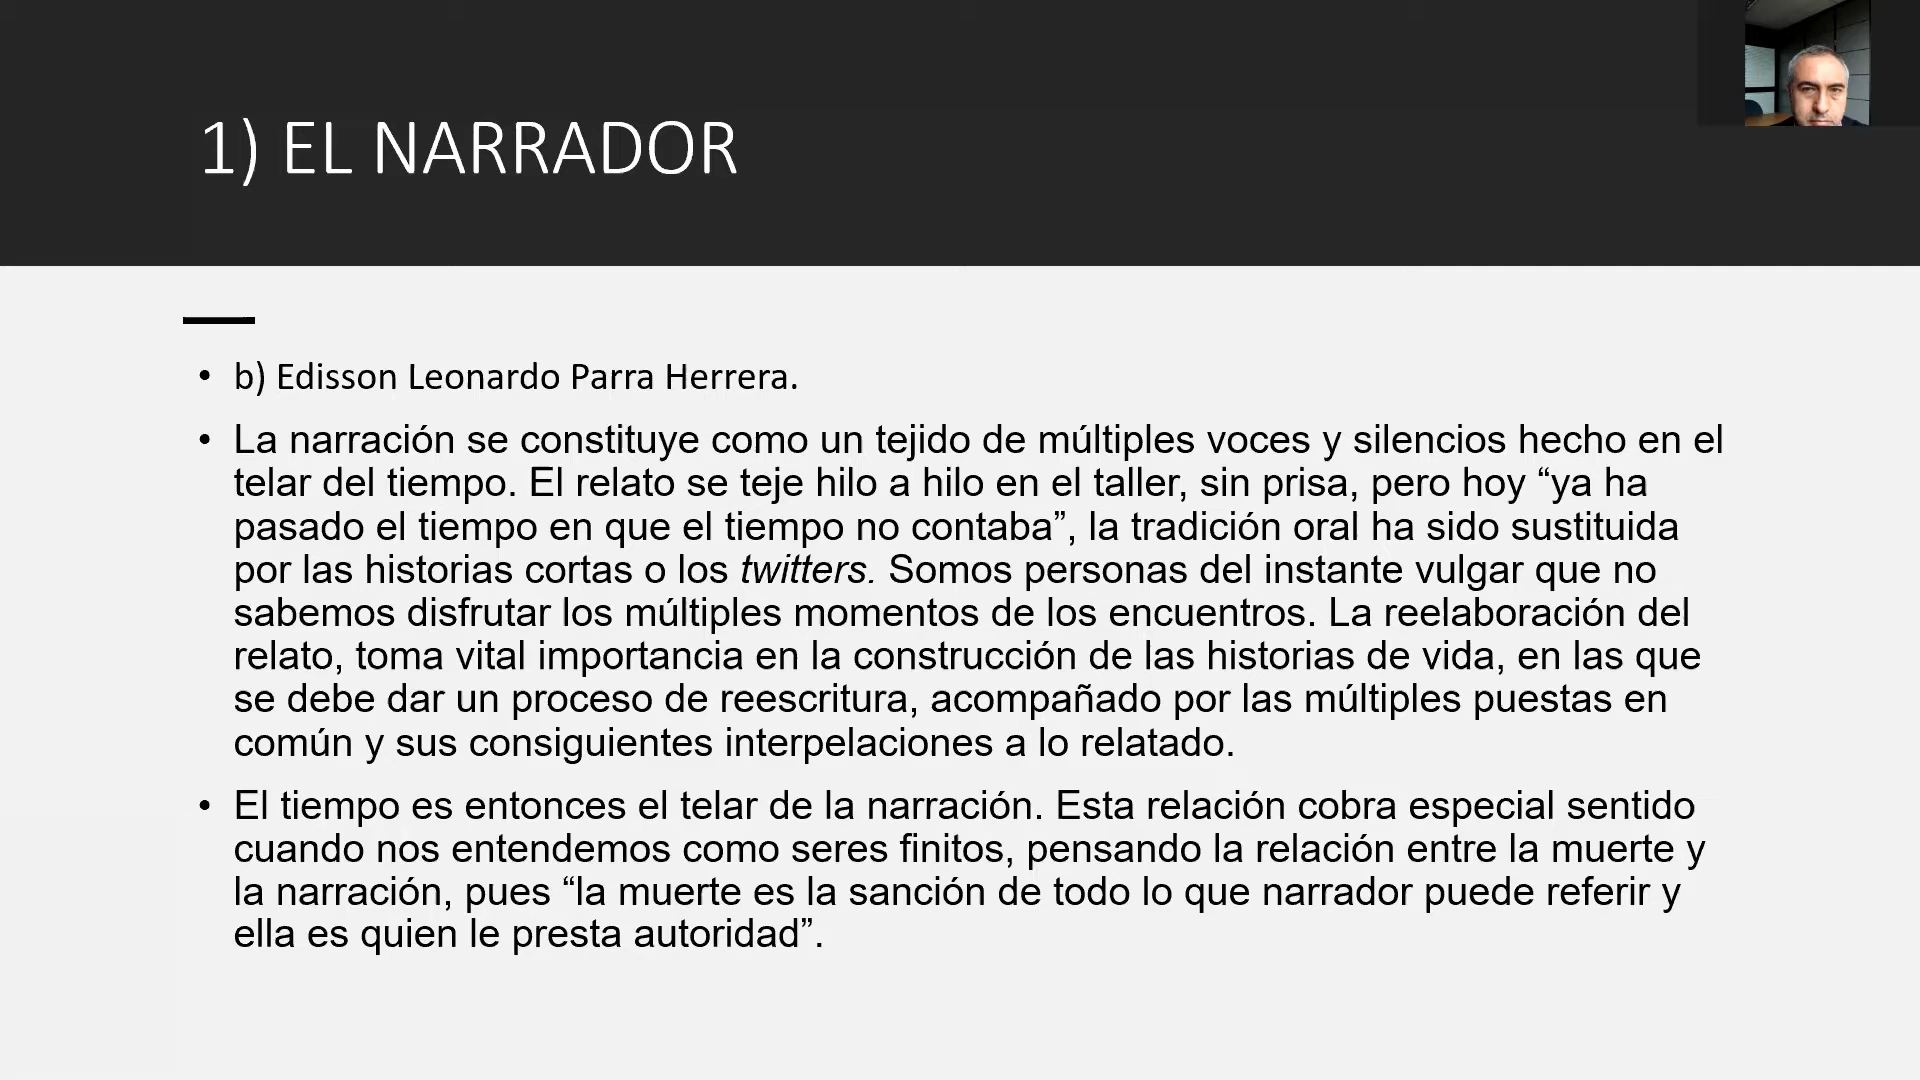 1) EL NARRADOR
• b) Edisson Leonardo Parra Herrera.
• La narración se constituye como un tejido de múltiples voces y silencios hecho en el
telar del tiempo. El relato se teje hilo a hilo en el taller, sin prisa, pero hoy “ya ha
pasado el tiempo en que el tiempo no contaba”, la tradición oral ha sido sustituida
por las historias cortas o los twitters. Somos personas del instante vulgar que no
sabemos disfrutar los múltiples momentos de los encuentros. La reelaboración del
relato, toma vital importancia en la construcción de las historias de vida, en las que
se debe dar un proceso de reescritura, acompañado por las múltiples puestas en
común y sus consiguientes interpelaciones a lo relatado.
• El tiempo es entonces el telar de la narración. Esta relación cobra especial sentido
cuando nos entendemos como seres finitos, pensando la relación entre la muerte y
la narración, pues “la muerte es la sanción de todo lo que narrador puede referir y
ella es quien le presta autoridad”.